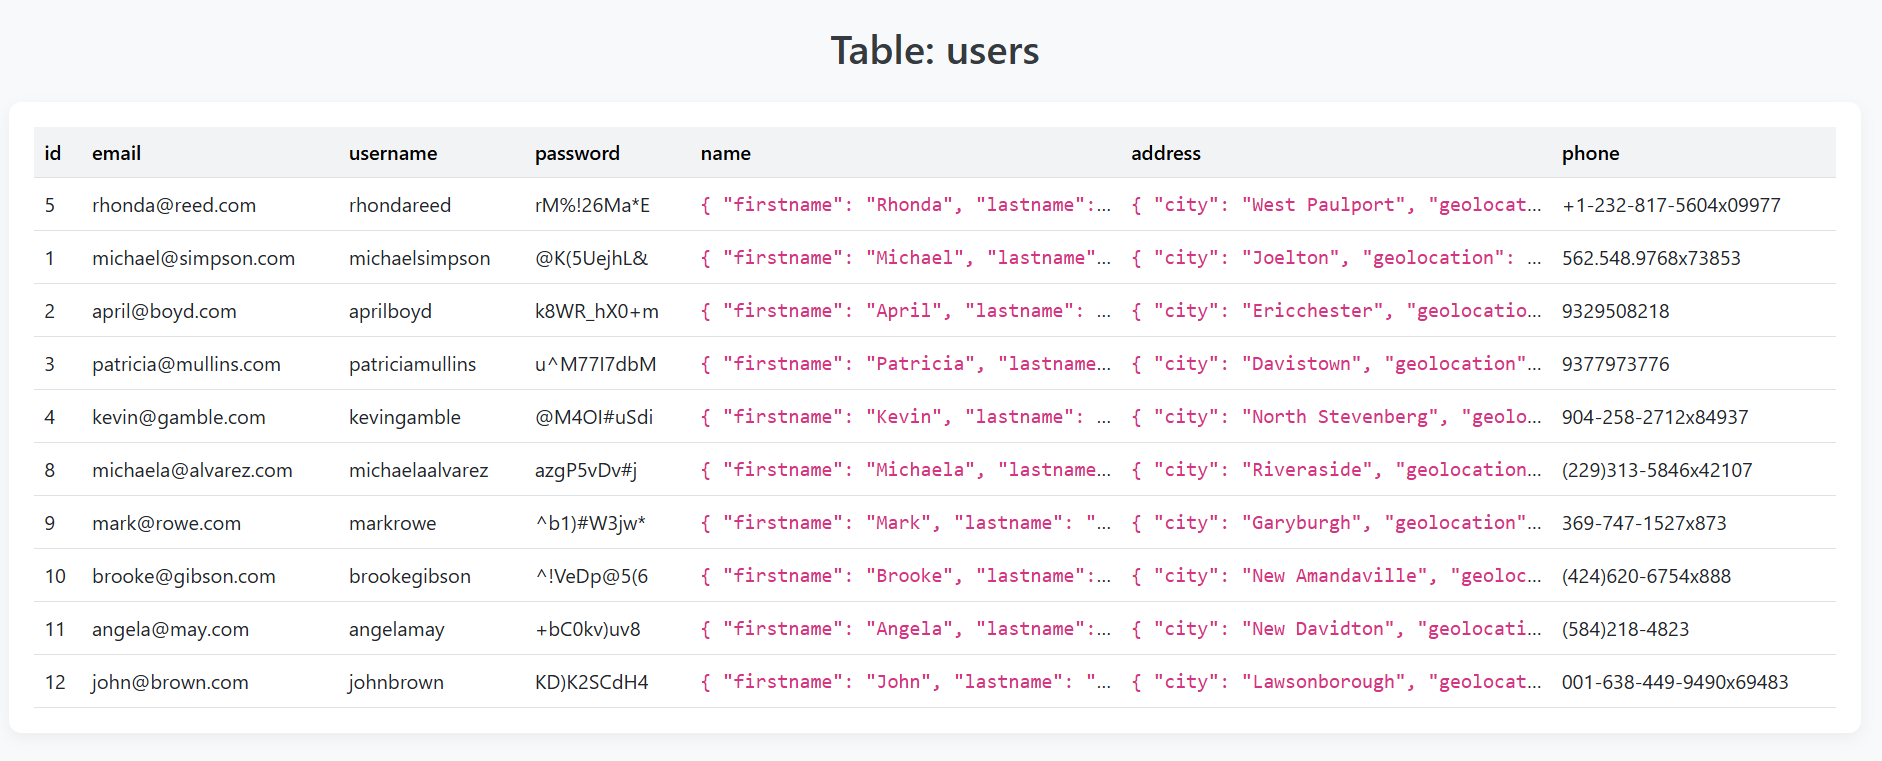 Table: users
id email username password name address phone
5 rhonda@reed.com rhondareed rM%!26Ma*E { "firstname": "Rhonda", "lastname":... { "city": "West Paulport", "geolocat... +1-232-817-5604x09977
1 michael@simpson.com michaelsimpson @K(5UejhL& { "firstname": "Michael", "lastname"... { "city": "Joelton", "geolocation": ... 562.548.9768x73853
2 april@boyd.com aprilboyd k8WR_hX0+m { "firstname": "April", "lastname": ... { "city": "Ericchester", "geolocatio... 9329508218
3 patricia@mullins.com patriciamullins u^M77I7dbM { "firstname": "Patricia", "lastname... { "city": "Davistown", "geolocation"... 9377973776
4 kevin@gamble.com kevingamble @M4OI#uSdi { "firstname": "Kevin", "lastname": ... { "city": "North Stevenberg", "geolo... 904-258-2712x84937
8 michaela@alvarez.com michaelaalvarez azgP5vDv#j { "firstname": "Michaela", "lastname... { "city": "Riveraside", "geolocation... (229)313-5846x42107
9 mark@rowe.com markrowe ^b1)#W3jw* { "firstname": "Mark", "lastname": "... { "city": "Garyburgh", "geolocation"... 369-747-1527x873
10 brooke@gibson.com brookegibson ^!VeDp@5(6 { "firstname": "Brooke", "lastname":... { "city": "New Amandaville", "geoloc... (424)620-6754x888
11 angela@may.com angelamay +bC0kv)uv8 { "firstname": "Angela", "lastname":... { "city": "New Davidton", "geolocati... (584)218-4823
12 john@brown.com johnbrown KD)K2SCdH4 { "firstname": "John", "lastname": "... { "city": "Lawsonborough", "geolocat... 001-638-449-9490x69483